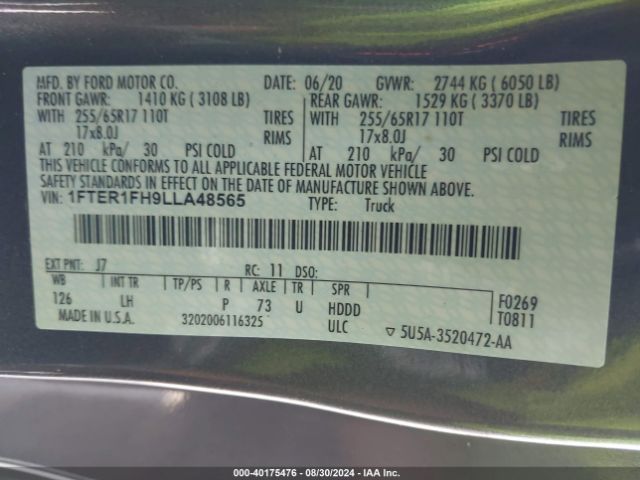 MFD. BY FORD MOTOR CO. DATE: 06/20 GVWR: 2744 KG ( 6050 LB)
FRONT GAWR: 1410 KG ( 3108 LB) REAR GAWR: 1529 KG ( 3370 LB)
WITH 255/65R17 110T TIRES WITH 255/65R17 110T TIRES
17x8.0J RIMS 17x8.0J RIMS
AT 210 kPa/ 30 PSI COLD AT 210 kPa/ 30 PSI COLD
THIS VEHICLE CONFORMS TO ALL APPLICABLE FEDERAL MOTOR VEHICLE
SAFETY STANDARDS IN EFFECT ON THE DATE OF MANUFACTURE SHOWN ABOVE.
VIN: 1FTER1FH9LLA48565 TYPE: Truck
EXT PNT: J7 RC: 11 DSO:
WB INT TR TP/PS R AXLE TR SPR
126 LH P 73 U HDDD F0269
ULC T0811
MADE IN U.S.A. 3202006116325 ▽ 5U5A-3520472-AA
000-40175476 - 08/30/2024 - IAA Inc.